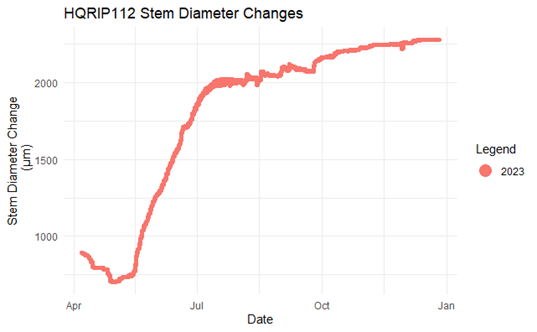 HQRIP112 Stem Diameter Changes
Stem Diameter Change
(μm)
2000
1500
1000
Apr
Jul
Oct
Jan
Date
Legend
2023